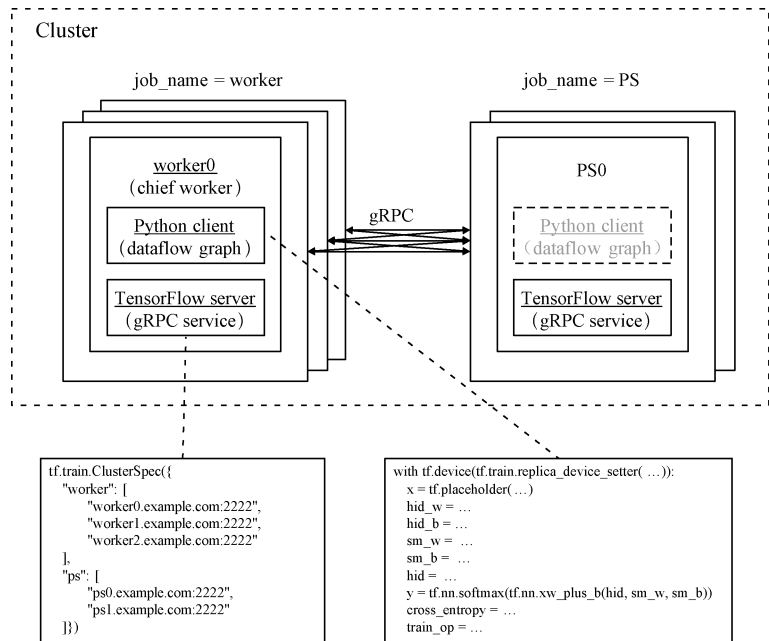 Cluster
job_name = worker
job_name = PS
worker0
(chief worker)
Python client
(dataflow graph)
TensorFlow server
(gRPC service)
gRPC
PS0
Python client
(dataflow graph)
TensorFlow server
(gRPC service)
tf.train.ClusterSpec({
"worker": [
"worker0.example.com:2222",
"worker1.example.com:2222",
"worker2.example.com:2222"
],
"ps": [
"ps0.example.com:2222",
"ps1.example.com:2222"
]})
with tf.device(tf.train.replica_device_setter( …)):
x = tf.placeholder( …)
hid_w = …
hid_b = …
sm_w = …
sm_b = …
hid = …
y = tf.nn.softmax(tf.nn.xw_plus_b(hid, sm_w, sm_b))
cross_entropy = …
train_op = …